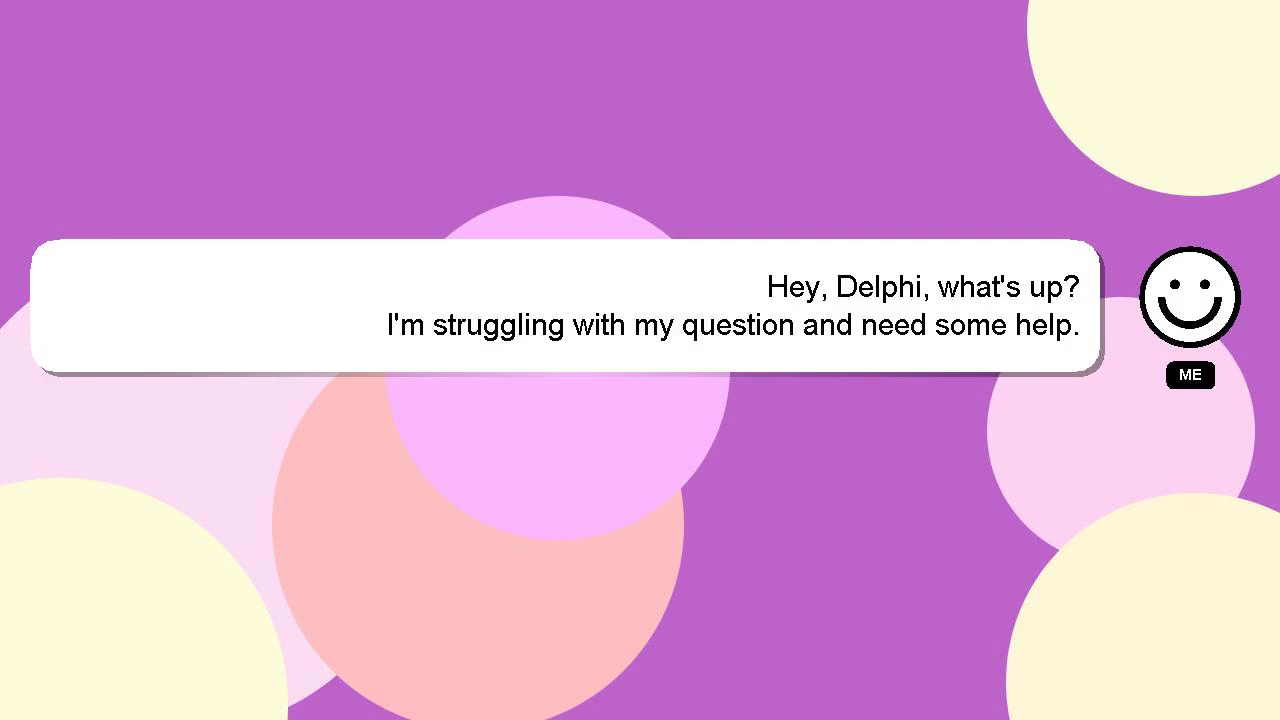 Hey, Delphi, what's up?
I'm struggling with my question and need some help.
ME